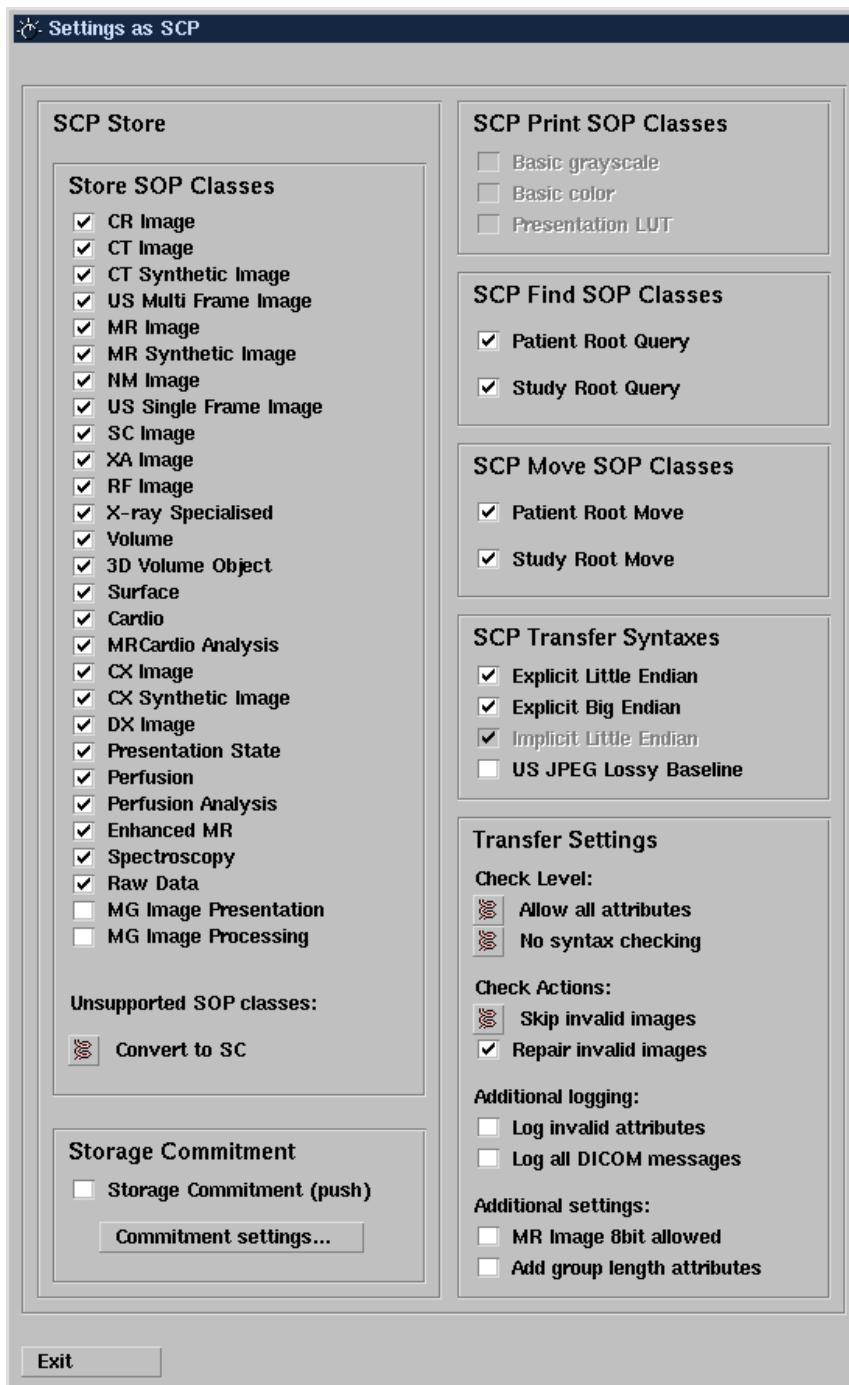 Settings as SCP
SCP Store
Store SOP Classes
CR Image
CT Image
CT Synthetic Image
US Multi Frame Image
MR Image
MR Synthetic Image
NM Image
US Single Frame Image
SC Image
XA Image
RF Image
X-ray Specialised
Volume
3D Volume Object
Surface
Cardio
MRCardio Analysis
CX Image
CX Synthetic Image
DX Image
Presentation State
Perfusion
Perfusion Analysis
Enhanced MR
Spectroscopy
Raw Data
MG Image Presentation
MG Image Processing
Unsupported SOP classes:
Convert to SC
Storage Commitment
Storage Commitment (push)
Commitment settings...
SCP Print SOP Classes
Basic grayscale
Basic color
Presentation LUT
SCP Find SOP Classes
Patient Root Query
Study Root Query
SCP Move SOP Classes
Patient Root Move
Study Root Move
SCP Transfer Syntaxes
Explicit Little Endian
Explicit Big Endian
Implicit Little Endian
US JPEG Lossy Baseline
Transfer Settings
Check Level:
Allow all attributes
No syntax checking
Check Actions:
Skip invalid images
Repair invalid images
Additional logging:
Log invalid attributes
Log all DICOM messages
Additional settings:
MR Image 8bit allowed
Add group length attributes
Exit